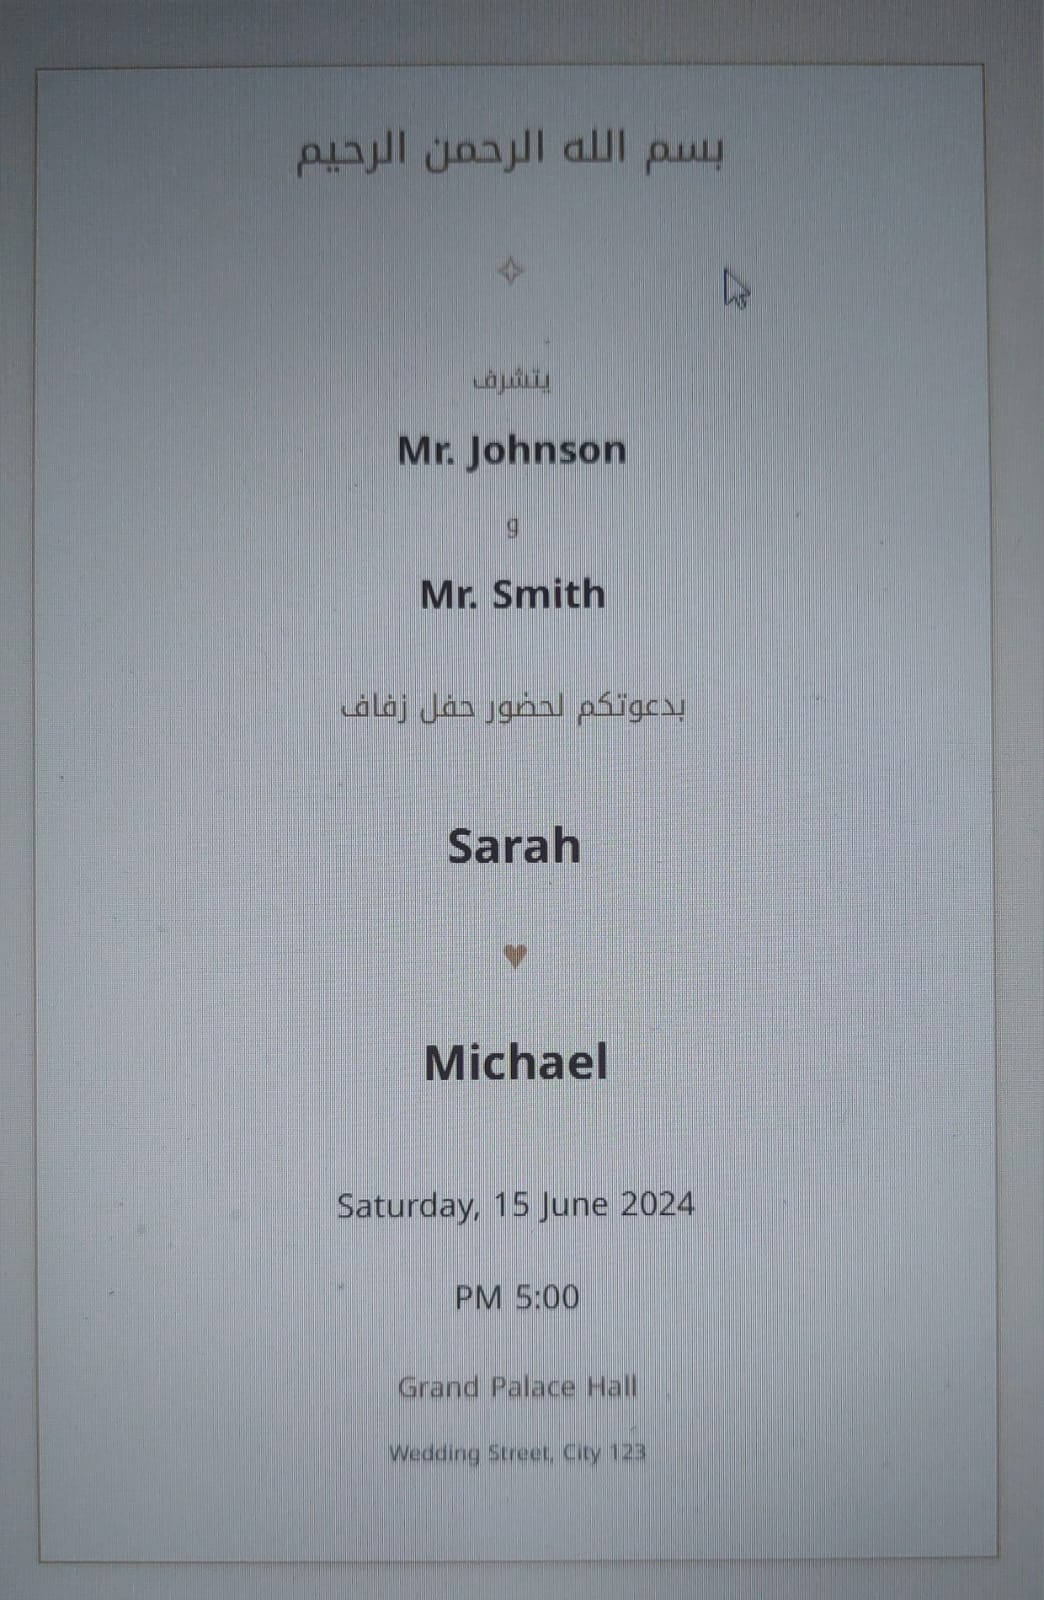 بسم الله الرحمن الرحيم
يتشرف
Mr. Johnson
و
Mr. Smith
بدعوتكم لحضور حفل زفاف
Sarah
Michael
Saturday, 15 June 2024
PM 5:00
Grand Palace Hall
Wedding Street, City 123